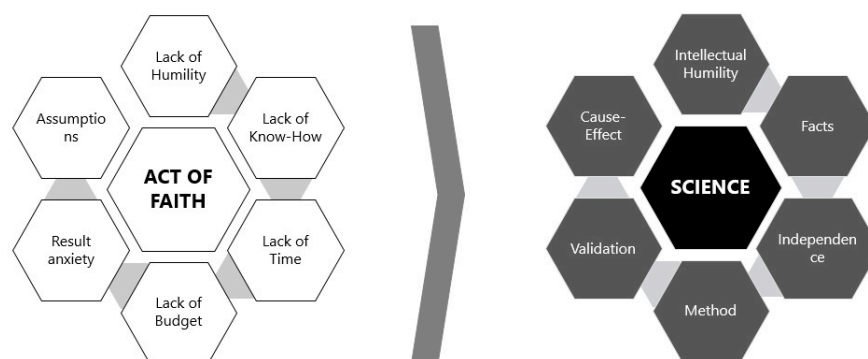 Lack of
Humility
Lack of
Know-How
Lack of
Time
Lack of
Budget
Result
anxiety
Assumptio
ns
ACT OF
FAITH
Intellectual
Humility
Facts
Independen
ce
Method
Validation
Cause-
Effect
SCIENCE